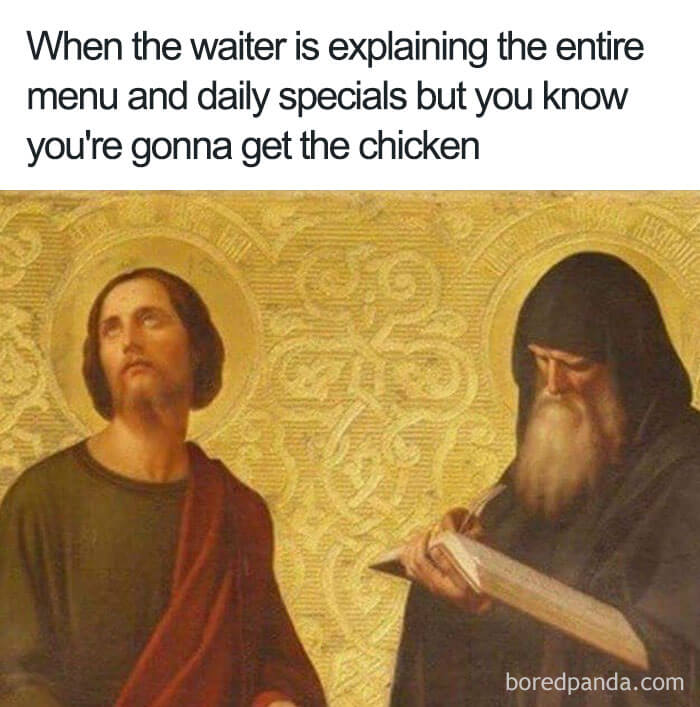 When the waiter is explaining the entire
menu and daily specials but you know
you're gonna get the chicken
boredpanda.com